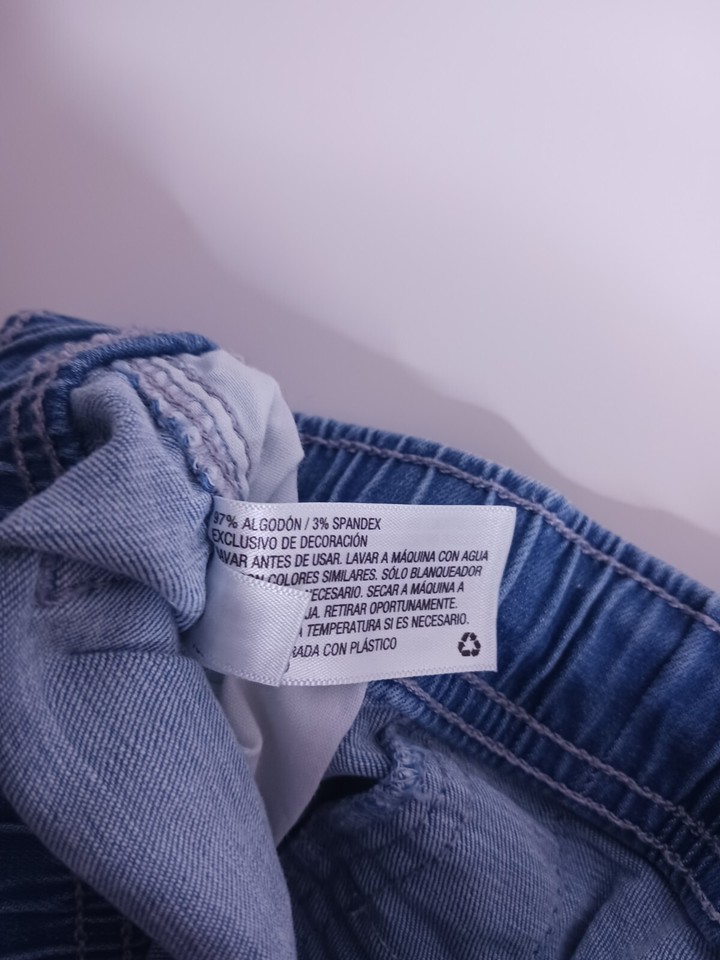 97% ALGODÓN / 3% SPANDEX
EXCLUSIVO DE DECORACIÓN
LAVAR ANTES DE USAR. LAVAR A MÁQUINA CON AGUA
COLORES SIMILARES. SÓLO BLANQUEADOR
SECAR A MÁQUINA A
RETIRAR OPORTUNAMENTE.
TEMPERATURA SI ES NECESARIO.
CON PLÁSTICO